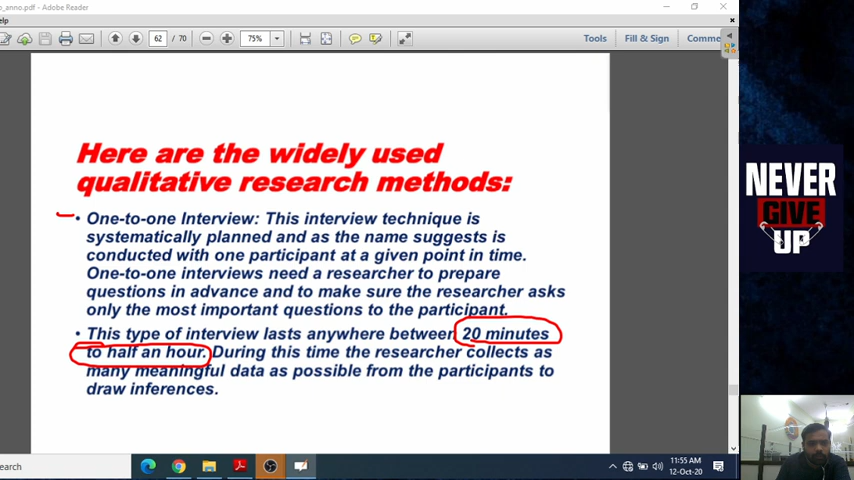 o_anno.pdf - Adobe Reader
elp
62 / 70
75%
Tools
Fill & Sign
Comme
Here are the widely used
qualitative research methods:
• One-to-one Interview: This interview technique is
systematically planned and as the name suggests is
conducted with one participant at a given point in time.
One-to-one interviews need a researcher to prepare
questions in advance and to make sure the researcher asks
only the most important questions to the participant.
• This type of interview lasts anywhere between 20 minutes
to half an hour. During this time the researcher collects as
many meaningful data as possible from the participants to
draw inferences.
NEVER
GIVE
UP
earch
11:55 AM
12-Oct-20